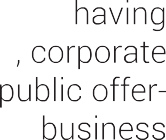 having
, corporate
public offer-
business